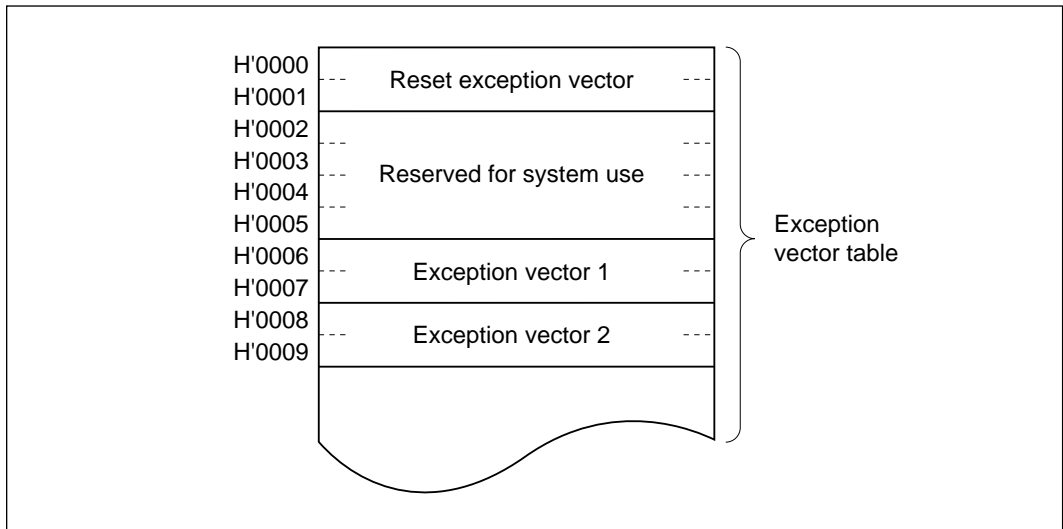 H'0000
H'0001
Reset exception vector
H'0002
H'0003
H'0004
H'0005
Reserved for system use
H'0006
H'0007
Exception vector 1
H'0008
H'0009
Exception vector 2
Exception
vector table